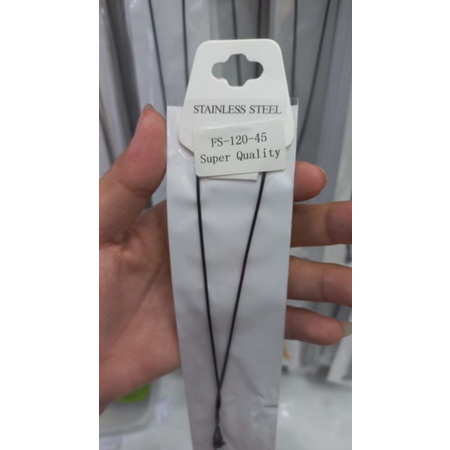 STAINLESS STEEL
FS-120-45
Super Quality